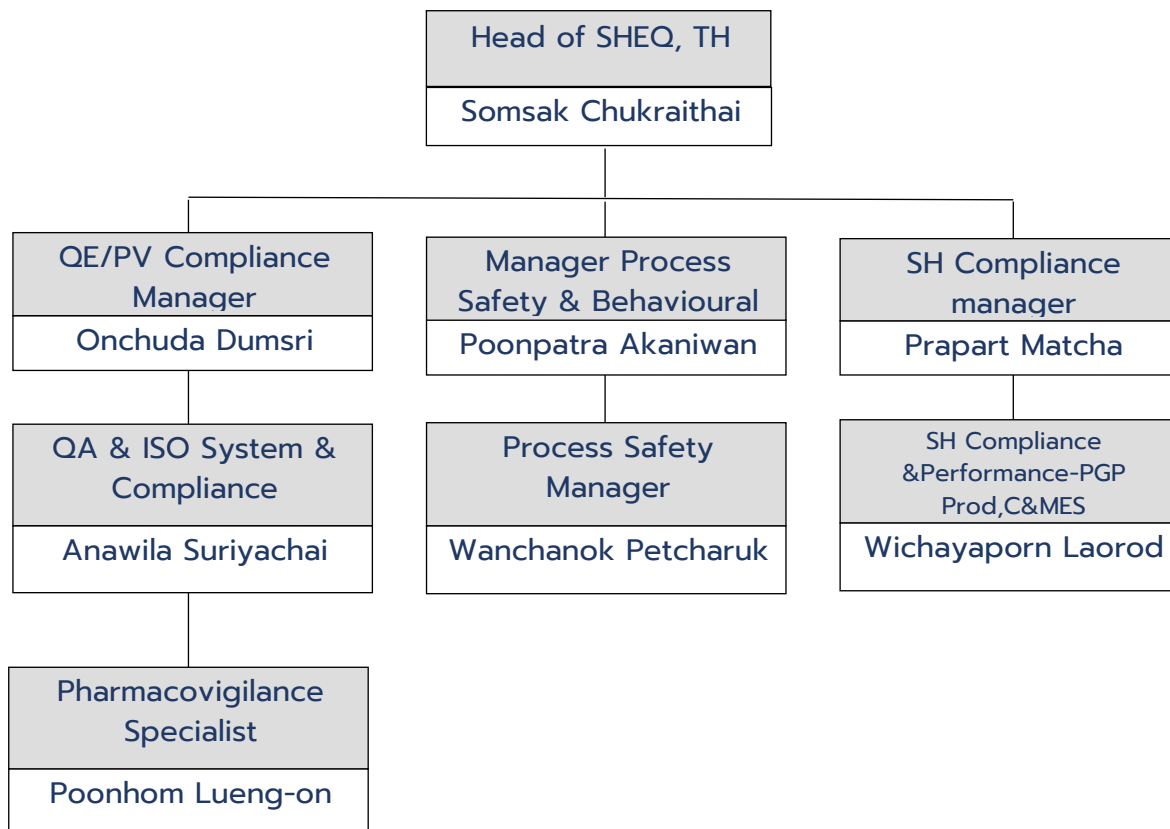 Head of SHEQ, TH
Somsak Chukraithai
QE/PV Compliance
Manager
Onchuda Dumsri
Manager Process
Safety & Behavioural
Poonpatra Akaniwan
SH Compliance
manager
Prapart Matcha
QA & ISO System &
Compliance
Anawila Suriyachai
Process Safety
Manager
Wanchanok Petcharuk
SH Compliance
&Performance-PGP
Prod,C&MES
Wichayaporn Laorod
Pharmacovigilance
Specialist
Poonhom Lueng-on